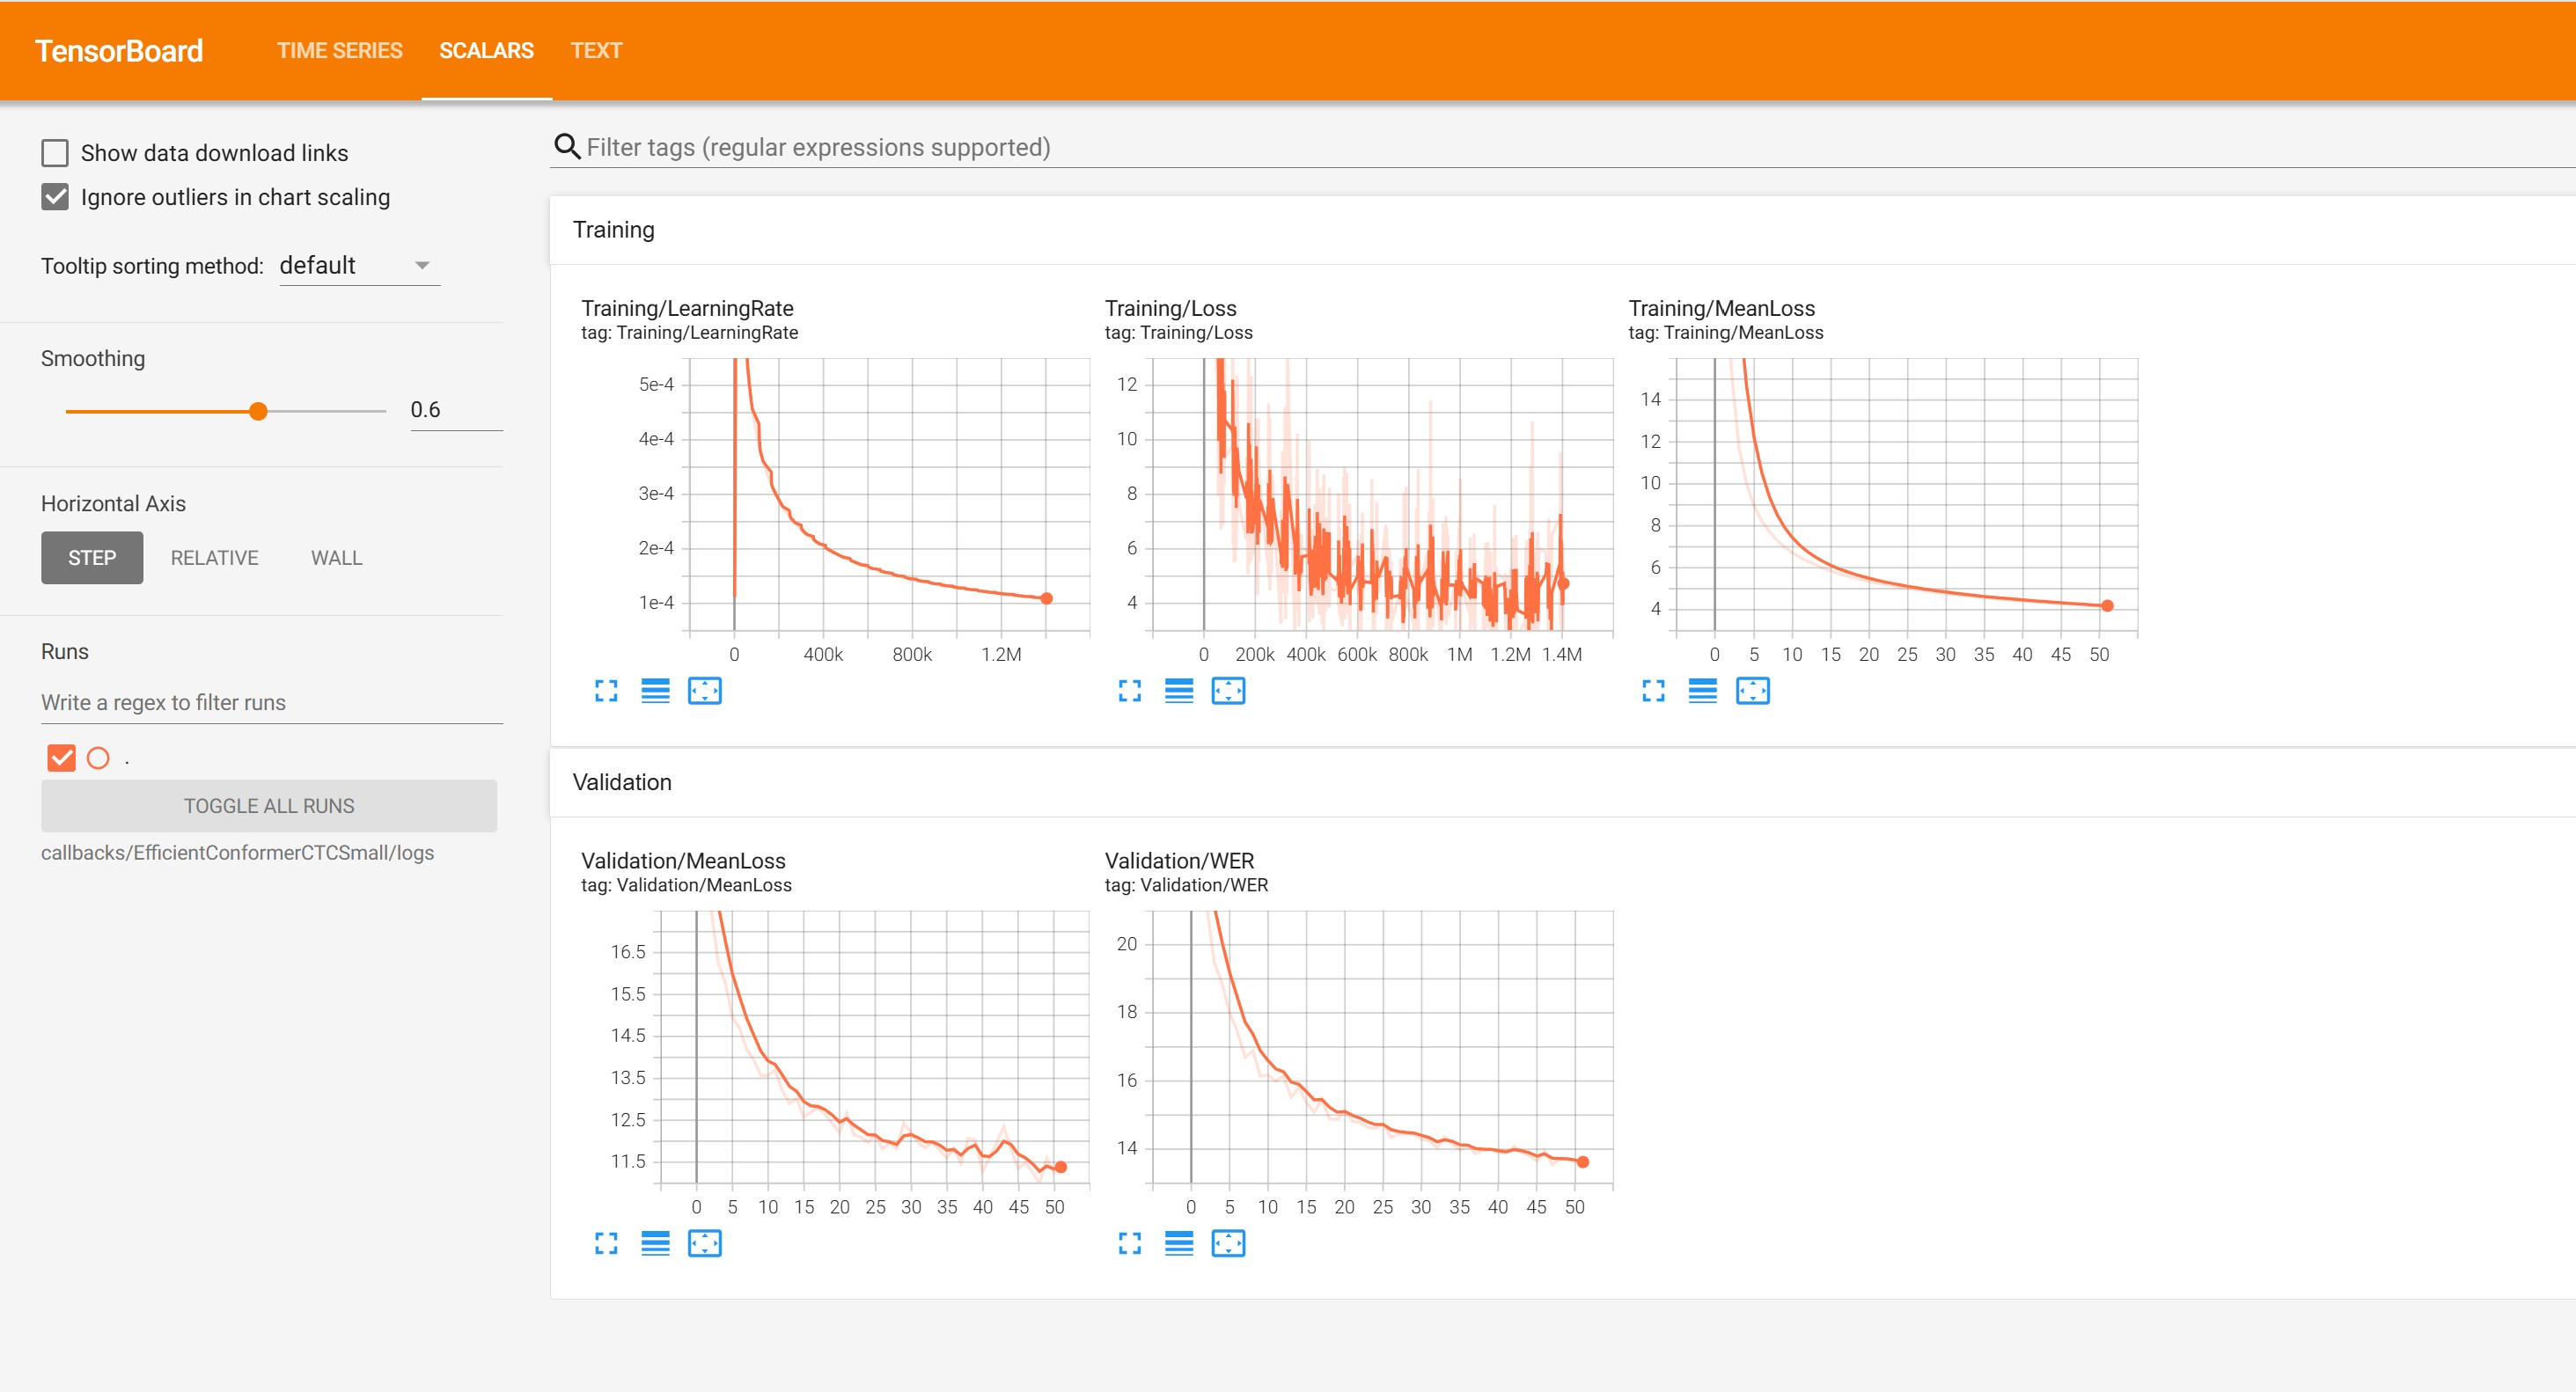 TensorBoard TIME SERIES SCALARS TEXT
Show data download links
Ignore outliers in chart scaling
Tooltip sorting method: default
Smoothing
0.6
Horizontal Axis
STEP RELATIVE WALL
Runs
Write a regex to filter runs
.
TOGGLE ALL RUNS
callbacks/EfficientConformerCTCSmall/logs
Filter tags (regular expressions supported)
Training
Training/LearningRate
tag: Training/LearningRate
5e-4
4e-4
3e-4
2e-4
1e-4
0 400k 800k 1.2M
Training/Loss
tag: Training/Loss
12
10
8
6
4
0 200k 400k 600k 800k 1M 1.2M 1.4M
Training/MeanLoss
tag: Training/MeanLoss
14
12
10
8
6
4
0 5 10 15 20 25 30 35 40 45 50
Validation
Validation/MeanLoss
tag: Validation/MeanLoss
16.5
15.5
14.5
13.5
12.5
11.5
0 5 10 15 20 25 30 35 40 45 50
Validation/WER
tag: Validation/WER
20
18
16
14
0 5 10 15 20 25 30 35 40 45 50